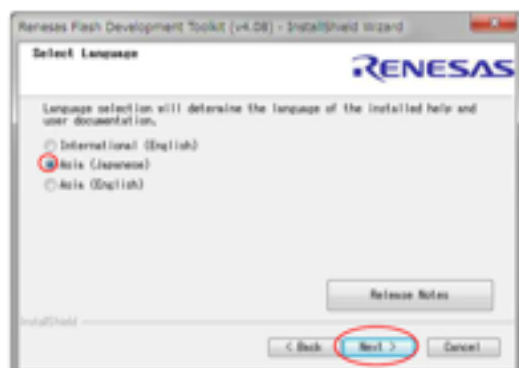 Renesas Flash Development Toolkit (v4.08) - InstallShield Wizard
Select Language
RENESAS
Language selection will determine the language of the installed help and
user documentation.
International (English)
Asia (Japanese)
Asia (English)
Release Notes
InstallShield
< Back
Next >
Cancel